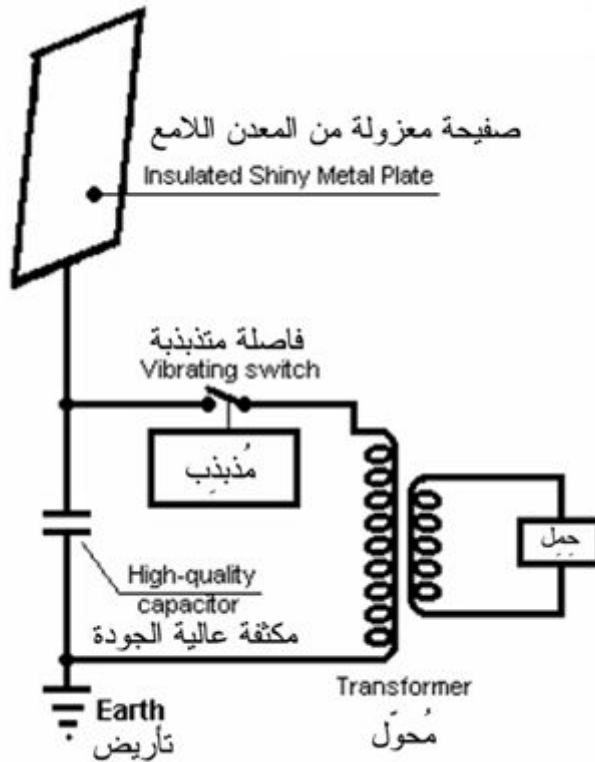 صفيحة معزولة من المعدن اللامع
Insulated Shiny Metal Plate
فاصلة متذبذبة
Vibrating switch
مُذبذِب
حِمِل
High-quality
capacitor
مكثفة عالية الجودة
Transformer
مُحوّل
Earth
تأريض